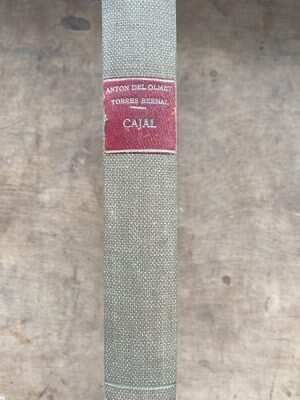 ANTON DEL OLMET
TORRES BERNAL
CAJAL